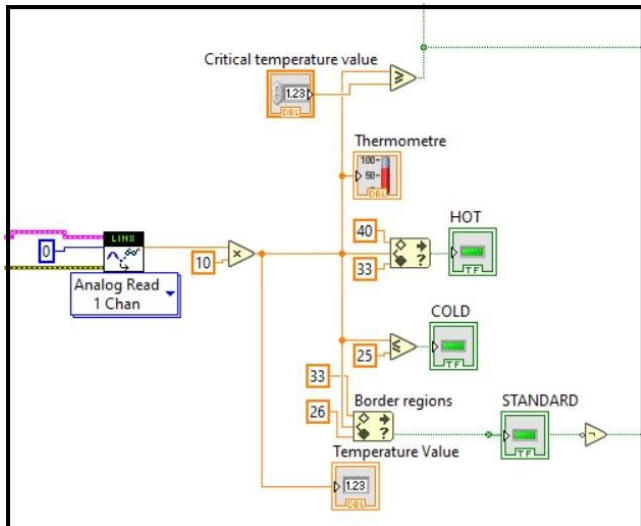 Critical temperature value
1.23
DBL
Thermometre
100
50
DBL
40
33
HOT
TF
LINX
0
10
Analog Read
1 Chan
COLD
25
TF
33
26
Border regions
STANDARD
TF
Temperature Value
1.23
DBL